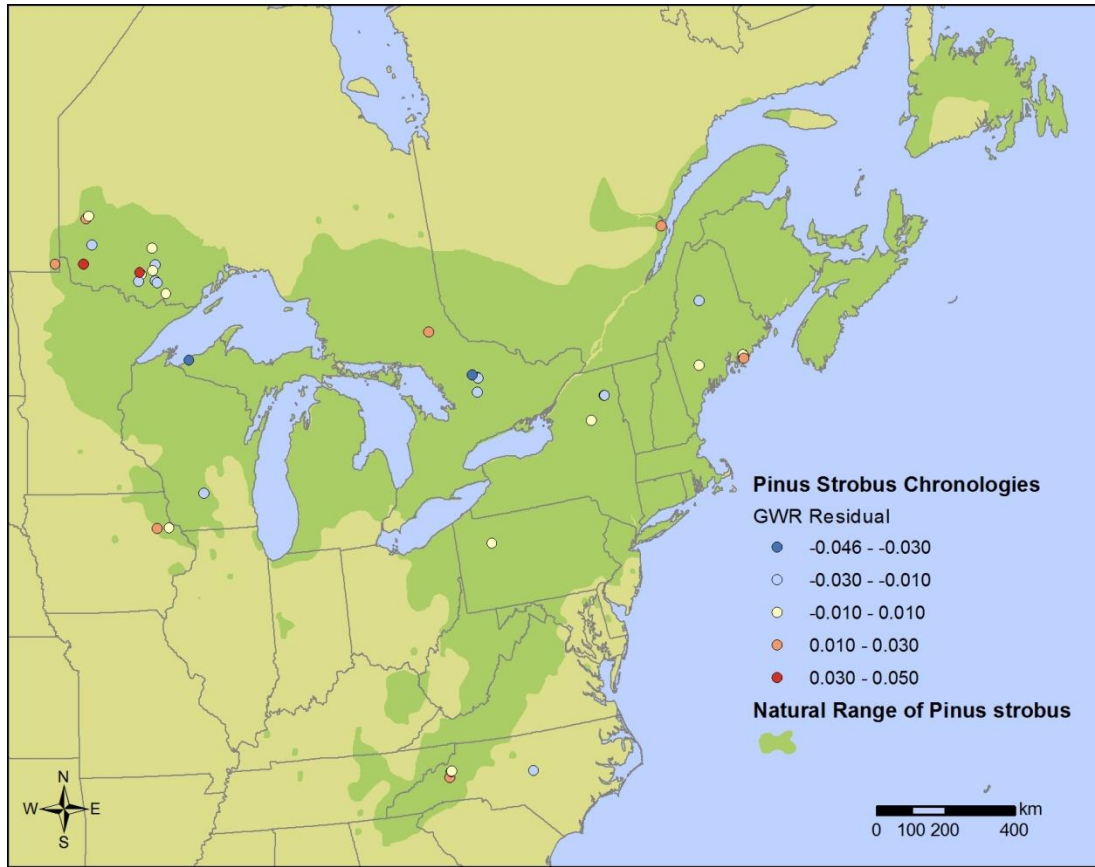 Pinus Strobus Chronologies
GWR Residual
-0.046 - -0.030
-0.030 - -0.010
-0.010 - 0.010
0.010 - 0.030
0.030 - 0.050
Natural Range of Pinus strobus
N
W E
S
km
0 100 200 400